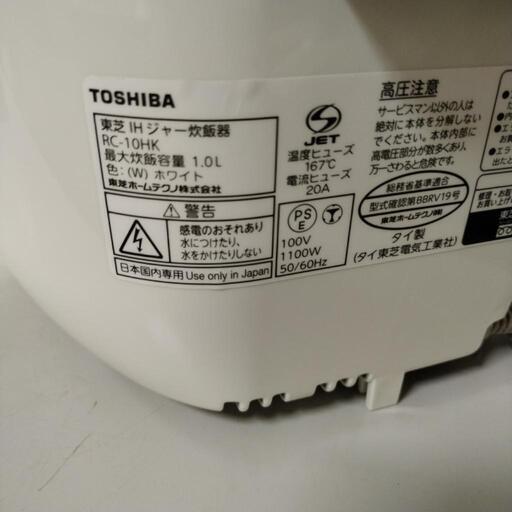 TOSHIBA
東芝IHジャー炊飯器
RC-10HK
最大炊飯容量 1.0L
色:(W) ホワイト
東芝ホームテクノ株式会社
⚠警告
感電のおそれあり
水につけたり、
水をかけたりしない
日本国内専用 Use only in Japan
S
JET
温度ヒューズ
167℃
電流ヒューズ
20A
PS
E
100V
1100W
50/60Hz
高圧注意
サービスマン以外の人は
絶対に本体を分解しない
でください。本体内部に
高電圧部分が数多くあり、
万一さわると危険です。
総務省基準適合
型式確認第BBRV19号
東芝ホームテクノ(株)
タイ製
(タイ東芝電気工業社)